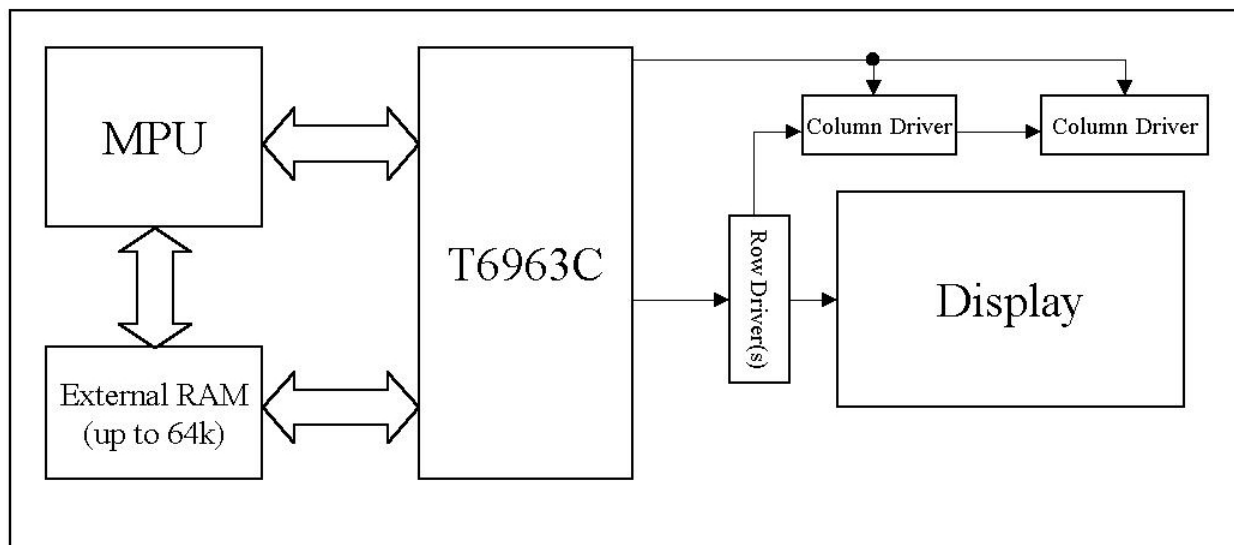 MPU
T6963C
Column Driver
Column Driver
Row Driver(s)
Display
External RAM
(up to 64k)